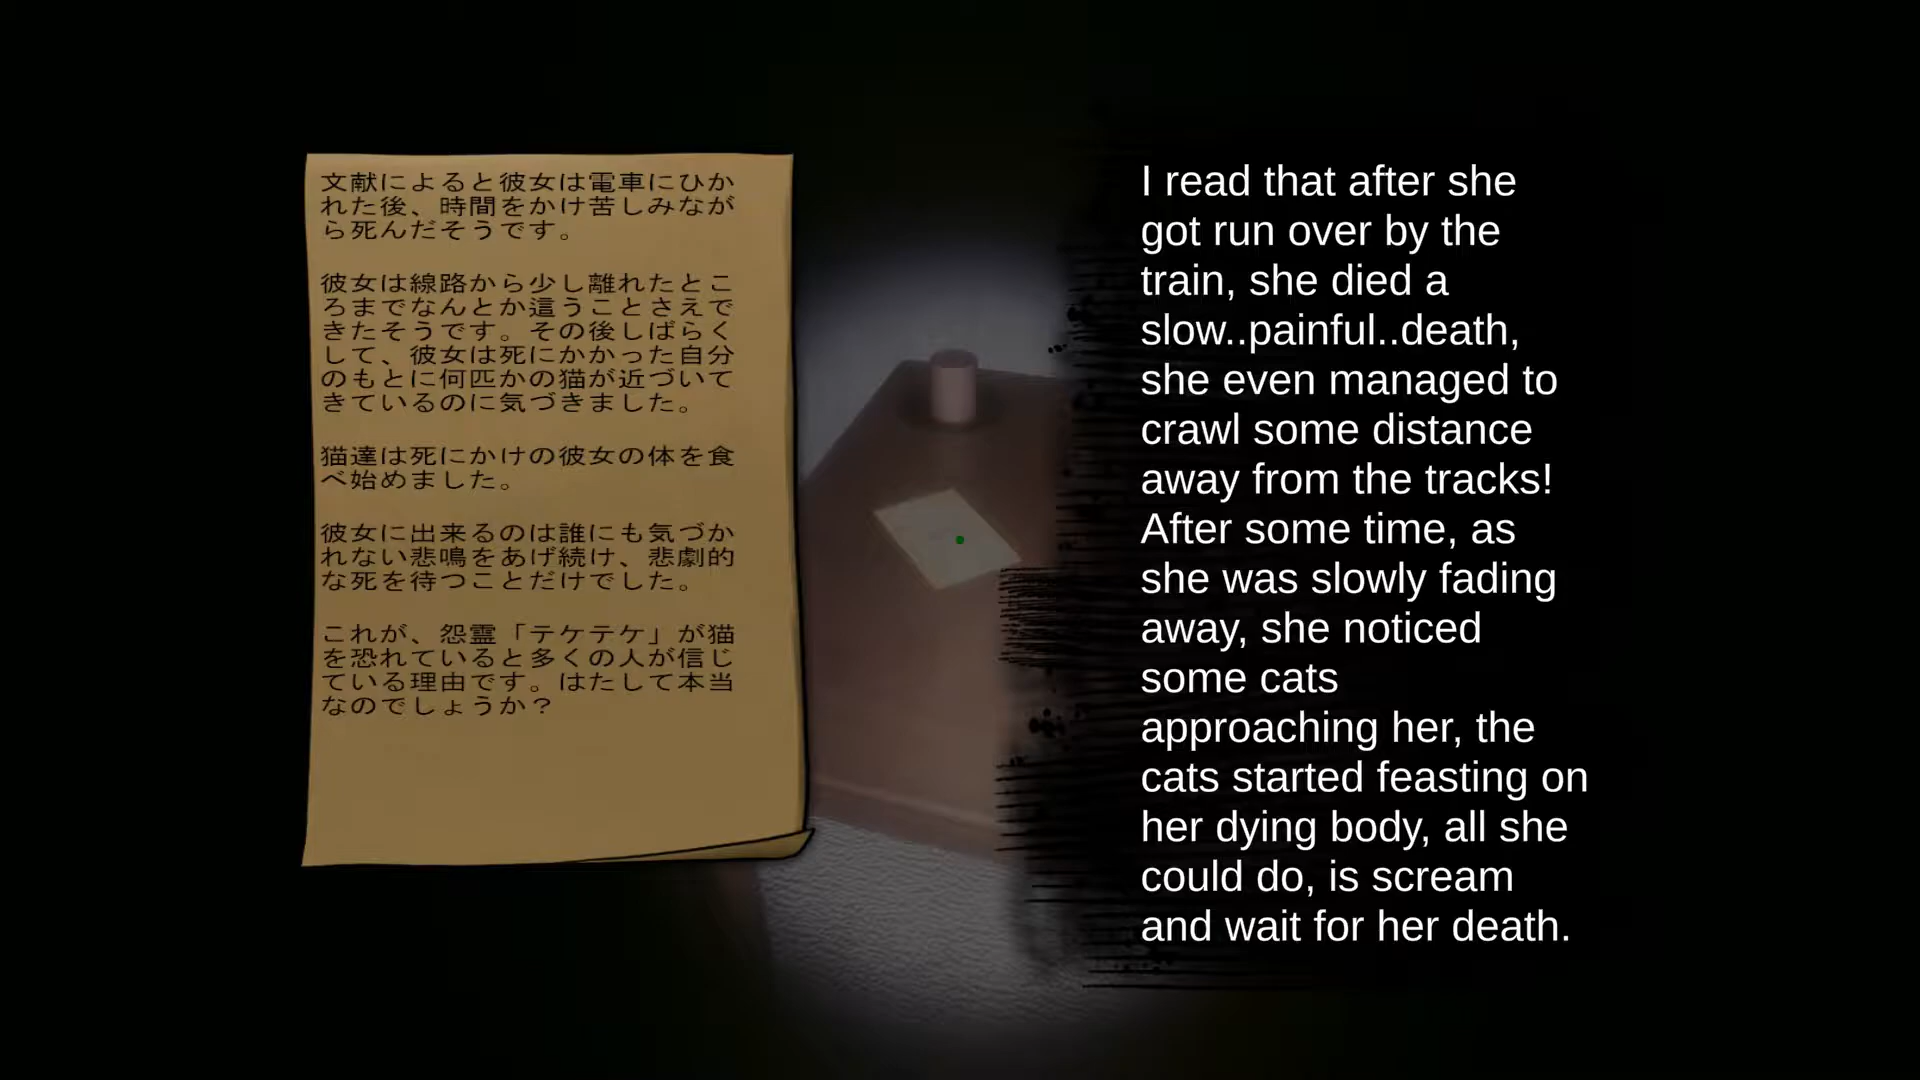 文献によると彼女は電車にひか
れた後、時間をかけ苦しみなが
ら死んだそうです。
彼女は線路から少し離れたとこ
ろまでなんとか這うことさえで
きたそうです。その後しばらく
して、彼女は死にかかった自分
のもとに何匹かの猫が近づいて
きているのに気づきました。
猫達は死にかけの彼女の体を食
べ始めました。
彼女に出来るのは誰にも気づか
れない悲鳴をあげ続け、悲劇的
な死を待つことだけでした。
これが、怨霊「テケテケ」が猫
を恐れていると多くの人が信じ
ている理由です。はたして本当
なのでしょうか？
I read that after she
got run over by the
train, she died a
slow..painful..death,
she even managed to
crawl some distance
away from the tracks!
After some time, as
she was slowly fading
away, she noticed
some cats
approaching her, the
cats started feasting on
her dying body, all she
could do, is scream
and wait for her death.